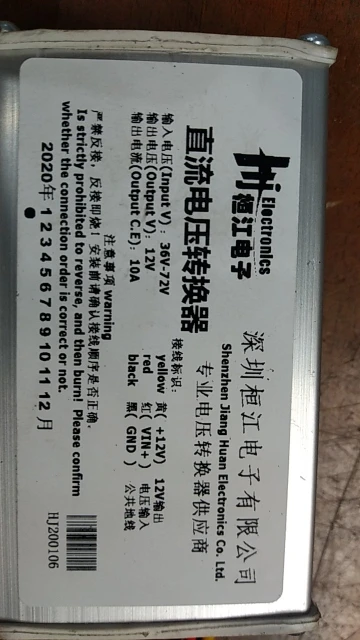 Hj Electronics
桓江电子
深圳桓江电子有限公司
Shenzhen Jiang Huan Electronics Co. Ltd.
专业电压转换器供应商
直流电压转换器
输入电压(Input V): 36V-72V
输出电压(Output V): 12V
输出电流(Output C.E): 10A
接线标识:
yellow 黄( +12V) 12V输出
red 红( VIN+ ) 电压输入
black 黑( GND ) 公共地线
注意事项 warning
严禁反接, 反接即烧! 安装前请确认接线顺序是否正确.
Is strictly prohibited to reverse, and then burn! Please confirm
whether the connection order is correct or not.
2020年 1 2 3 4 5 6 7 8 9 10 11 12 月
HJ200106